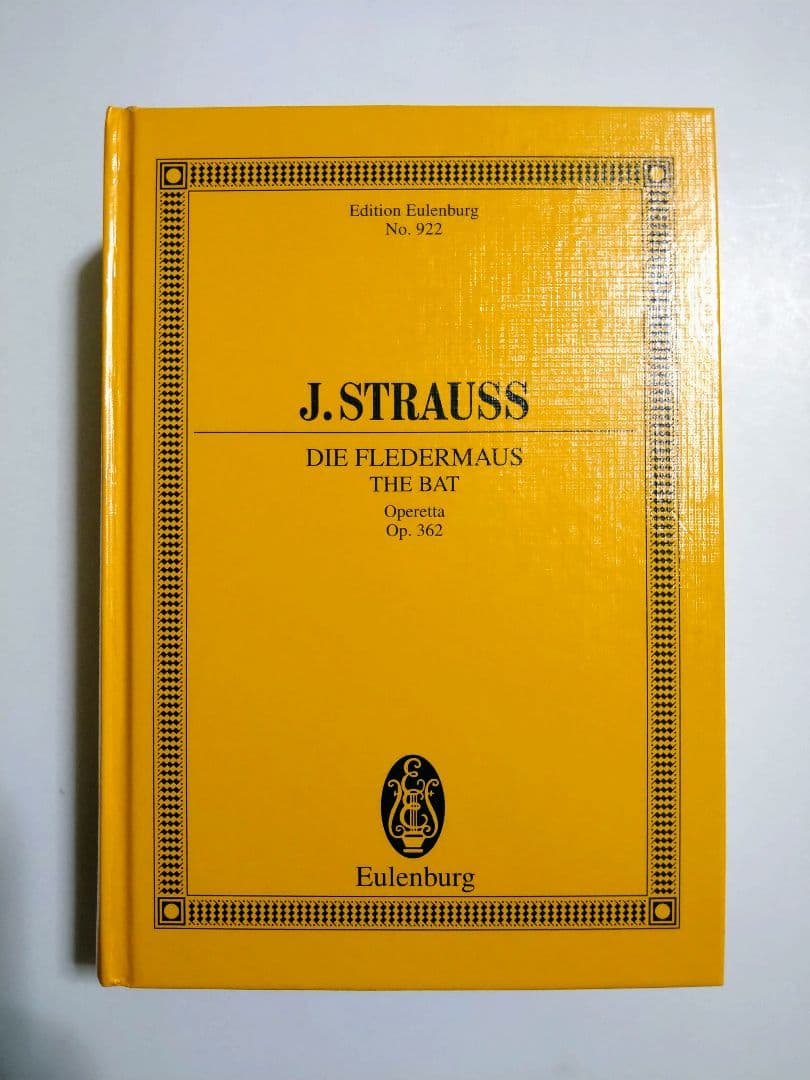 Edition Eulenburg
No. 922
J. STRAUSS
DIE FLEDERMAUS
THE BAT
Operetta
Op. 362
Eulenburg